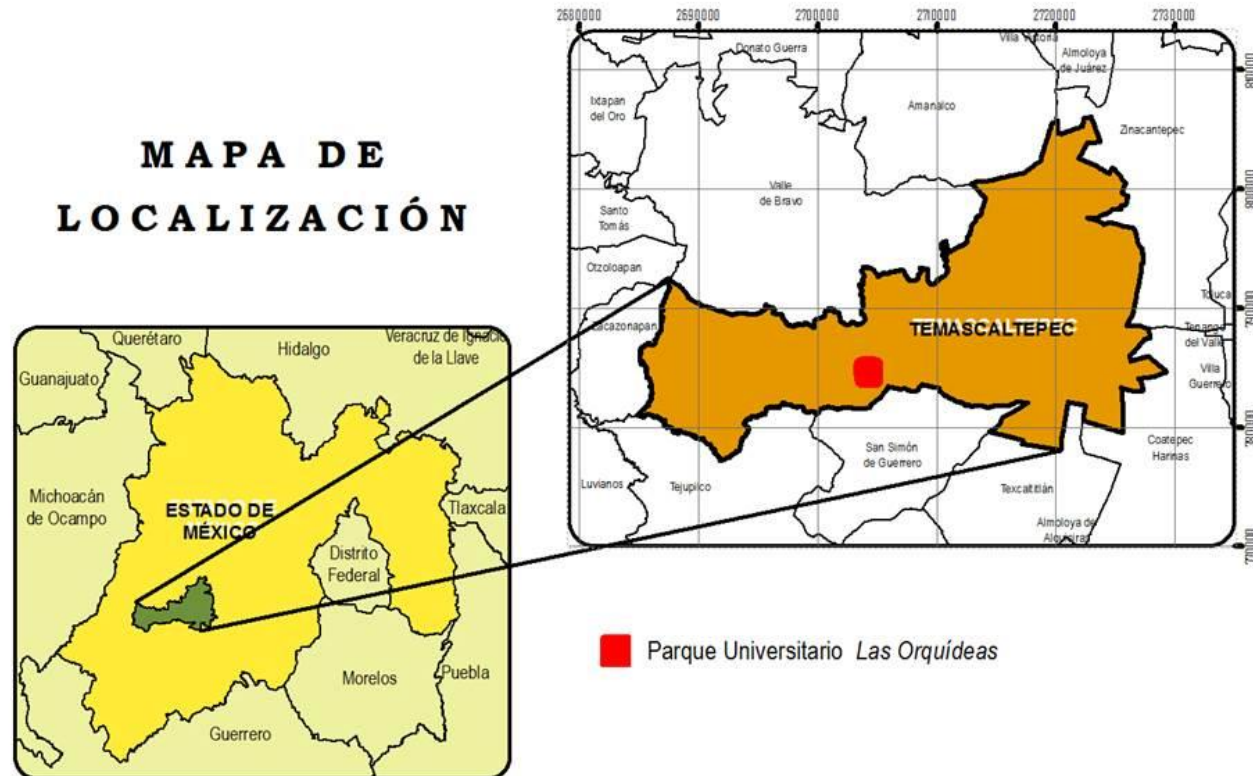 MAPA DE
LOCALIZACIÓN
2680000
2690000
2700000
2710000
2720000
2730000
Donato Guerra
Villa Victoria
Almoloya
de Juárez
Ixtapan
del Oro
Amanalco
Zinacantepec
Valle
de Bravo
Santo
Tomás
Otzoloapan
Zacazonapan
Toluca
TEMASCALTEPEC
Tenango
del Valle
Villa
Guerrero
San Simón
de Guerrero
Coatepec
Harinas
Luvianos
Tejupilco
Texcaltitlán
Almoloya de
Alquisiras
Querétaro
Hidalgo
Veracruz de Ignacio
de la Llave
Guanajuato
Michoacán
de Ocampo
ESTADO DE
MÉXICO
Tlaxcala
Distrito
Federal
Morelos
Puebla
Guerrero
Parque Universitario Las Orquídeas